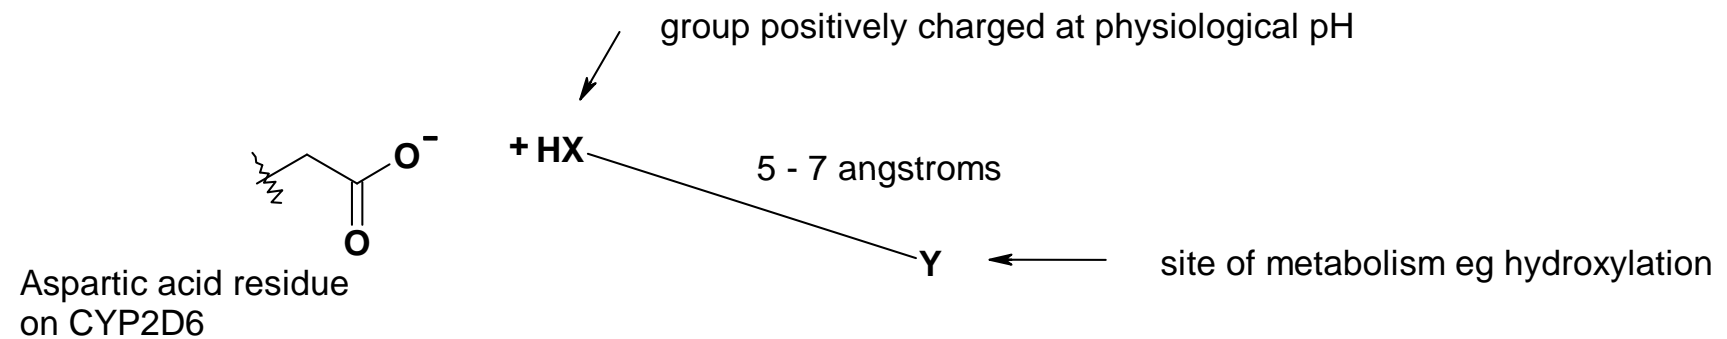 group positively charged at physiological pH
O−
+ HX
5 - 7 angstroms
O
Y
site of metabolism eg hydroxylation
Aspartic acid residue
on CYP2D6